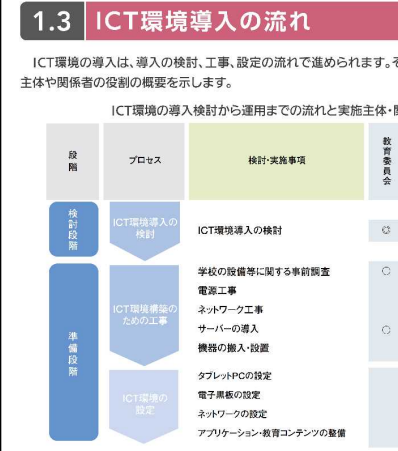 1.3 ICT環境導入の流れ
ICT環境の導入は、導入の検討、工事、設定の流れで進められます。そ
主体や関係者の役割の概要を示します。
ICT環境の導入検討から運用までの流れと実施主体・関
段階
プロセス
検討・実施事項
教育委員会
検討段階
ICT環境導入の
検討
ICT環境導入の検討
◎
準備段階
ICT環境構築の
ための工事
学校の設備等に関する事前調査
○
電源工事
ネットワーク工事
サーバーの導入
○
機器の搬入・設置
ICT環境の
設定
タブレットPCの設定
電子黒板の設定
ネットワークの設定
アプリケーション・教育コンテンツの整備